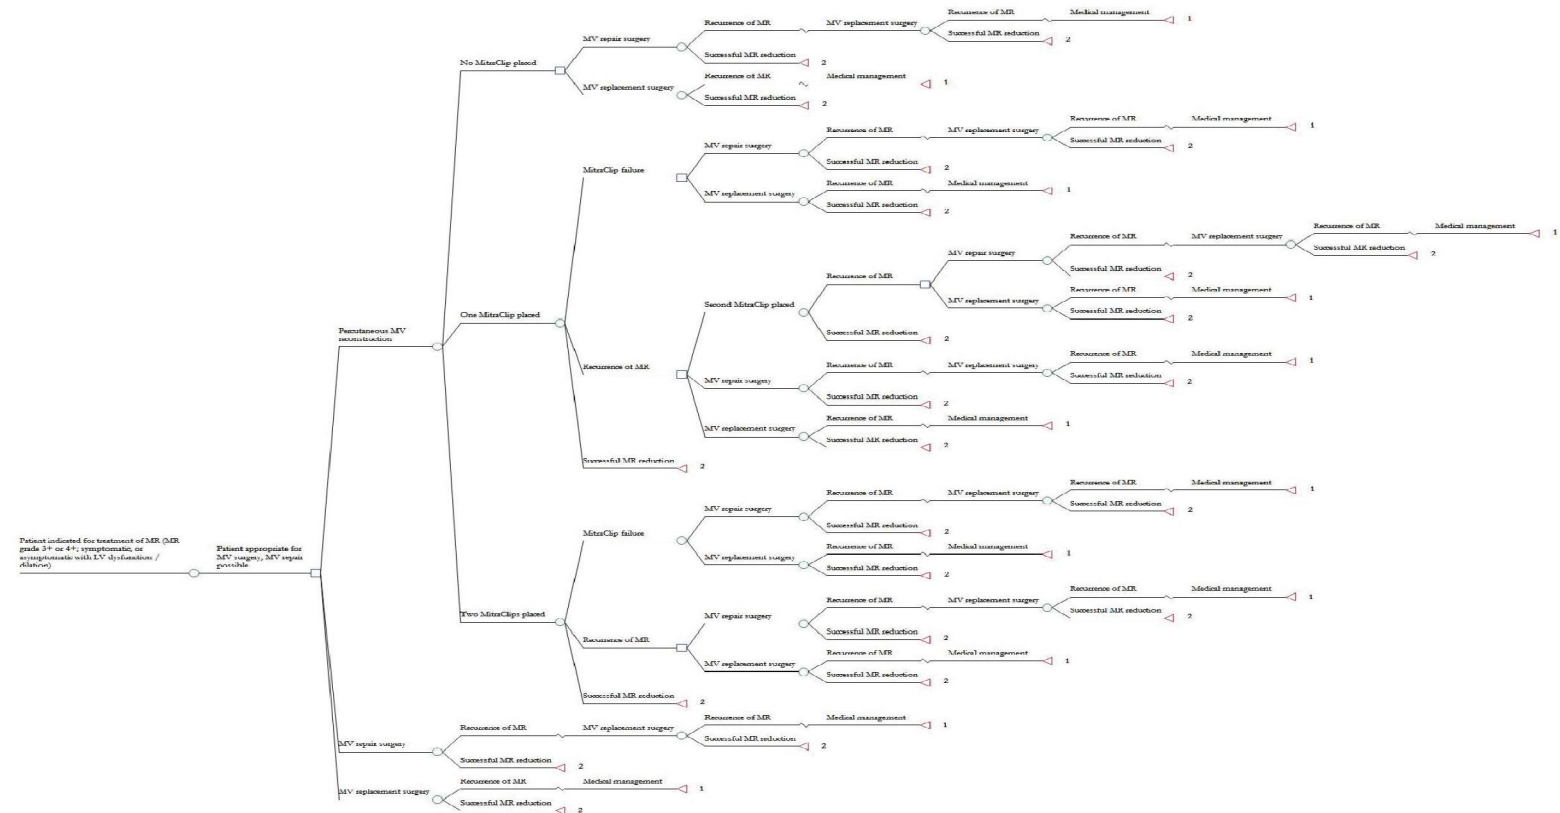 Patient indicated for treatment of MR (MR
grade 3+ or 4+; symptomatic, or
asymptomatic with LV dysfunction /
dilation)
Patient appropriate for
MV surgery, MV repair
possible
Percutaneous MV
reconstruction
No MitraClip placed
MV repair surgery
Recurrence of MR
MV replacement surgery
Recurrence of MR
Medical management
1
Successful MR reduction
2
Successful MR reduction
2
MV replacement surgery
Recurrence of MR
Medical management
1
Successful MR reduction
2
One MitraClip placed
MitraClip failure
MV repair surgery
Recurrence of MR
MV replacement surgery
Recurrence of MR
Medical management
1
Successful MR reduction
2
Successful MR reduction
2
MV replacement surgery
Recurrence of MR
Medical management
1
Successful MR reduction
2
Recurrence of MR
Second MitraClip placed
Recurrence of MR
MV repair surgery
Recurrence of MR
MV replacement surgery
Recurrence of MR
Medical management
1
Successful MR reduction
2
Successful MR reduction
2
MV replacement surgery
Recurrence of MR
Medical management
1
Successful MR reduction
2
Successful MR reduction
2
MV repair surgery
Recurrence of MR
MV replacement surgery
Recurrence of MR
Medical management
1
Successful MR reduction
2
Successful MR reduction
2
MV replacement surgery
Recurrence of MR
Medical management
1
Successful MR reduction
2
Successful MR reduction
2
Two MitraClips placed
MitraClip failure
MV repair surgery
Recurrence of MR
MV replacement surgery
Recurrence of MR
Medical management
1
Successful MR reduction
2
Successful MR reduction
2
MV replacement surgery
Recurrence of MR
Medical management
1
Successful MR reduction
2
Recurrence of MR
MV repair surgery
Recurrence of MR
MV replacement surgery
Recurrence of MR
Medical management
1
Successful MR reduction
2
Successful MR reduction
2
MV replacement surgery
Recurrence of MR
Medical management
1
Successful MR reduction
2
Successful MR reduction
2
MV repair surgery
Recurrence of MR
MV replacement surgery
Recurrence of MR
Medical management
1
Successful MR reduction
2
Successful MR reduction
2
MV replacement surgery
Recurrence of MR
Medical management
1
Successful MR reduction
2